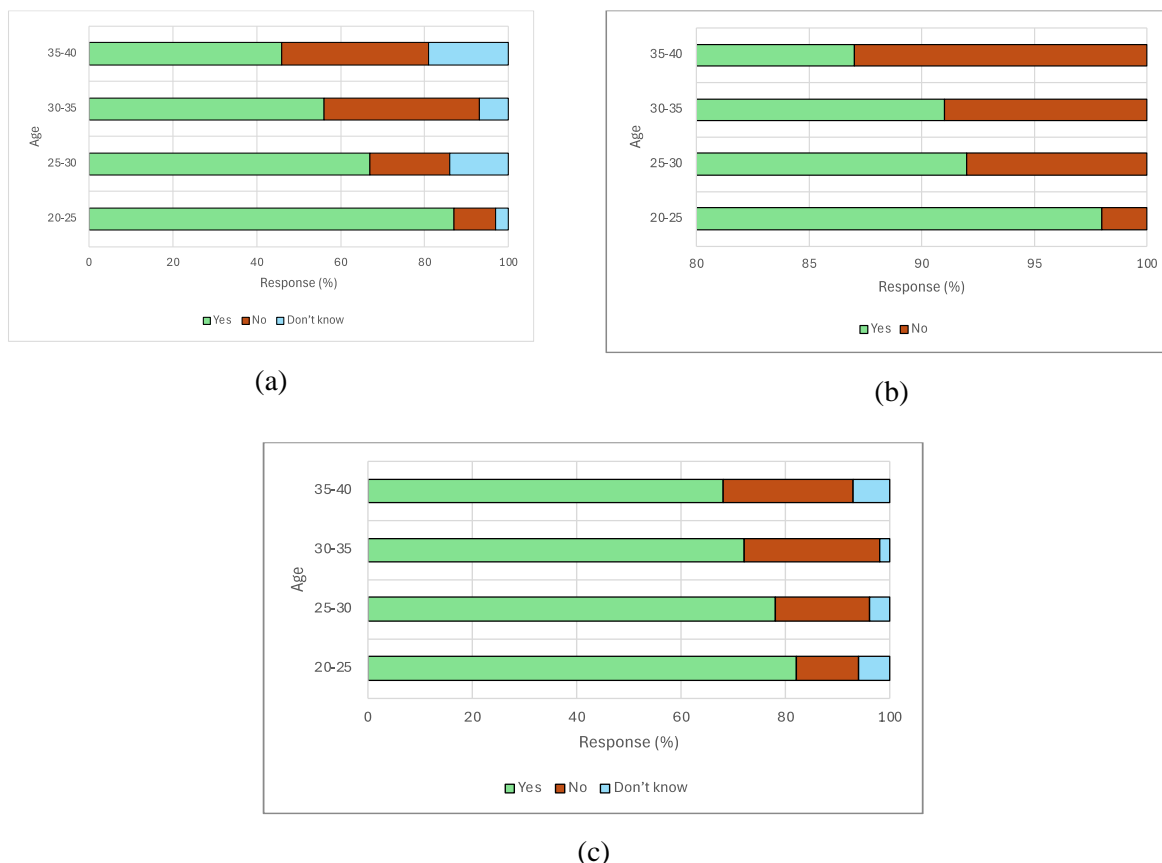 35-40
30-35
25-30
20-25
Age
0 20 40 60 80 100
Response (%)
Yes No Don't know
(a)
35-40
30-35
25-30
20-25
Age
80 85 90 95 100
Response (%)
Yes No
(b)
35-40
30-35
25-30
20-25
Age
0 20 40 60 80 100
Response (%)
Yes No Don't know
(c)